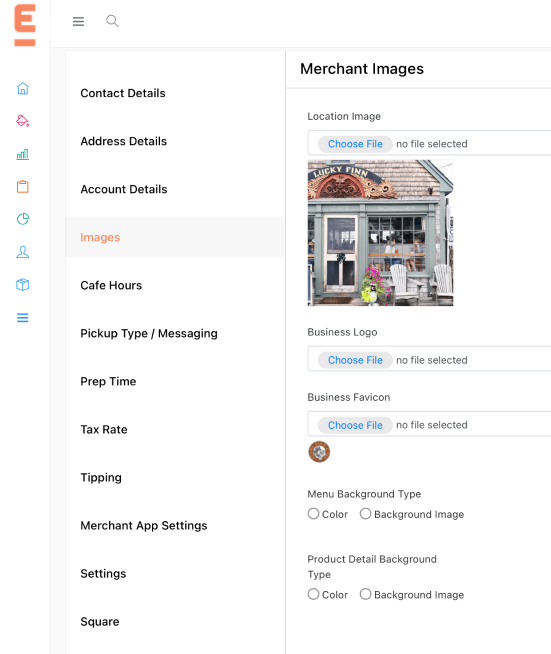 E
Contact Details
Address Details
Account Details
Images
Cafe Hours
Pickup Type / Messaging
Prep Time
Tax Rate
Tipping
Merchant App Settings
Settings
Square
Merchant Images
Location Image
Choose File no file selected
LUCKY FINN
Business Logo
Choose File no file selected
Business Favicon
Choose File no file selected
Menu Background Type
Color Background Image
Product Detail Background
Type
Color Background Image